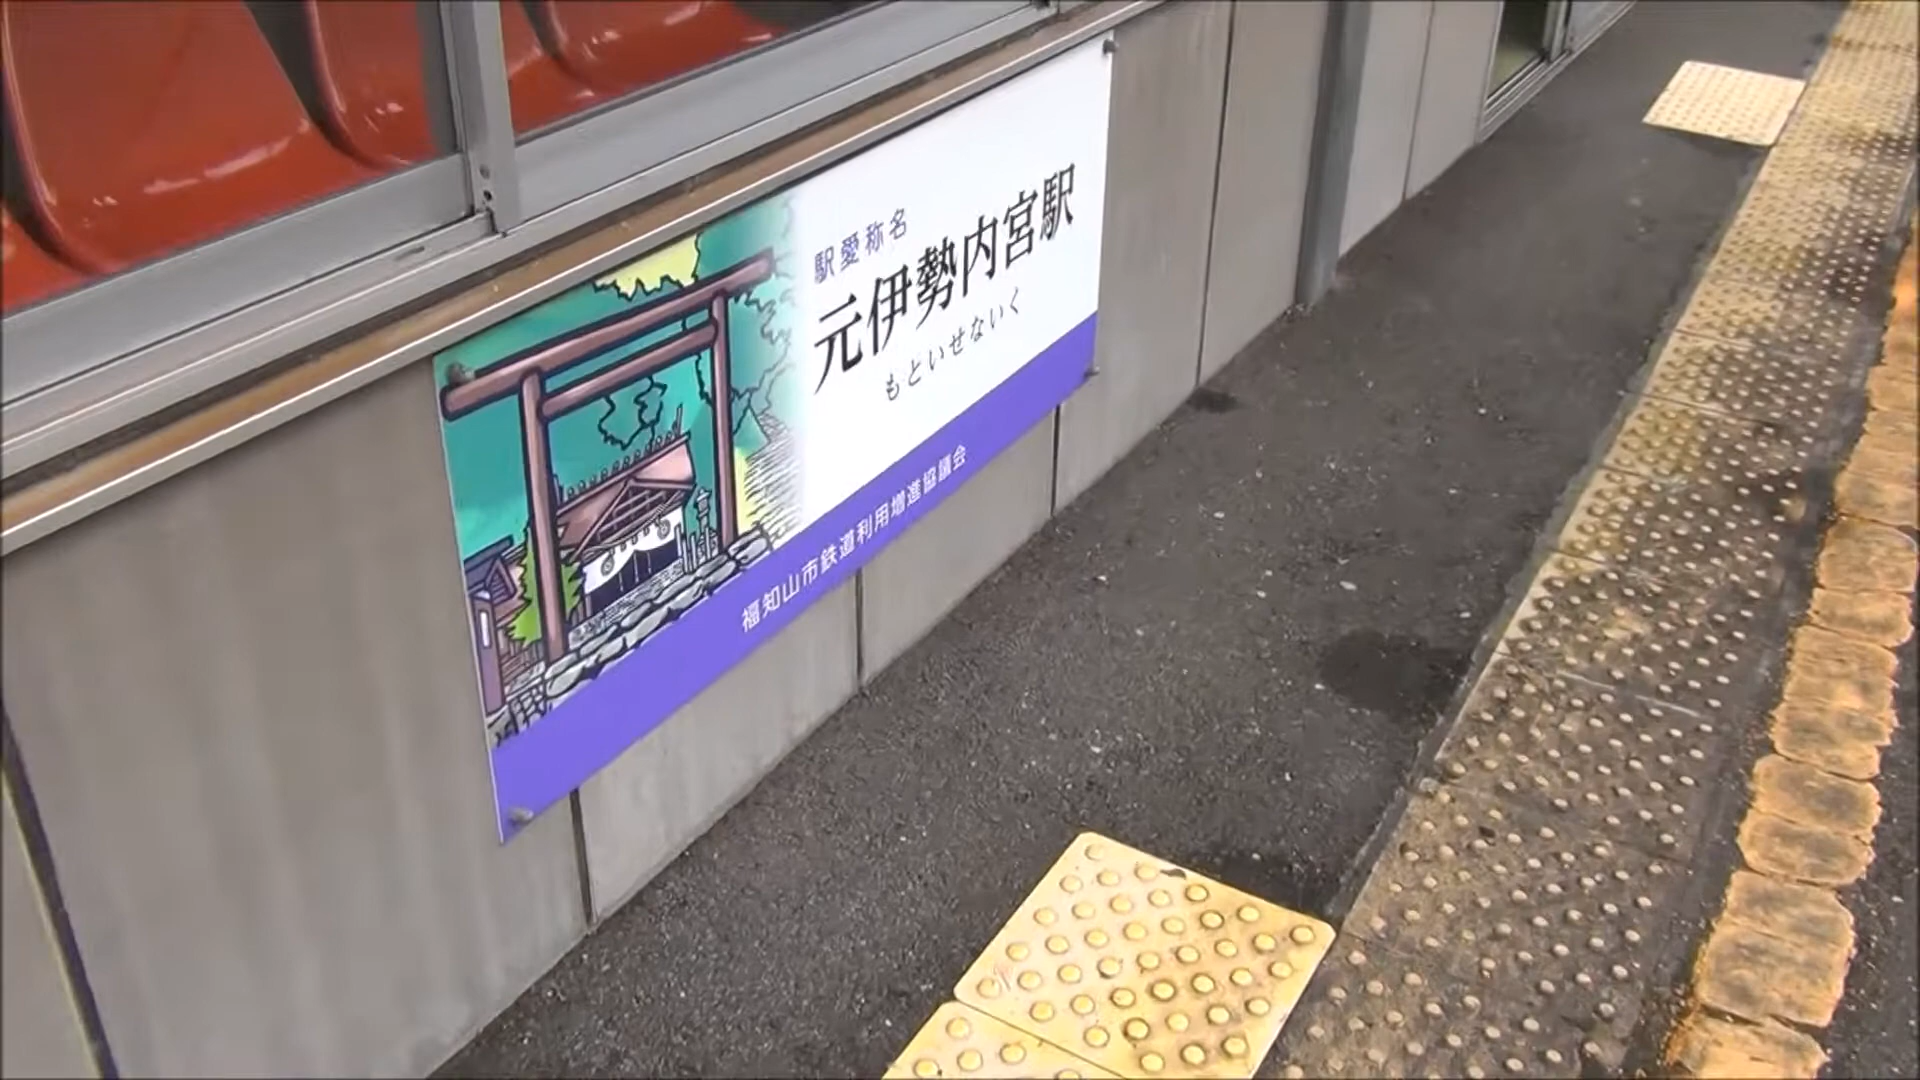 駅愛称名
元伊勢内宮駅
もといせないく
福知山市鉄道利用増進協議会